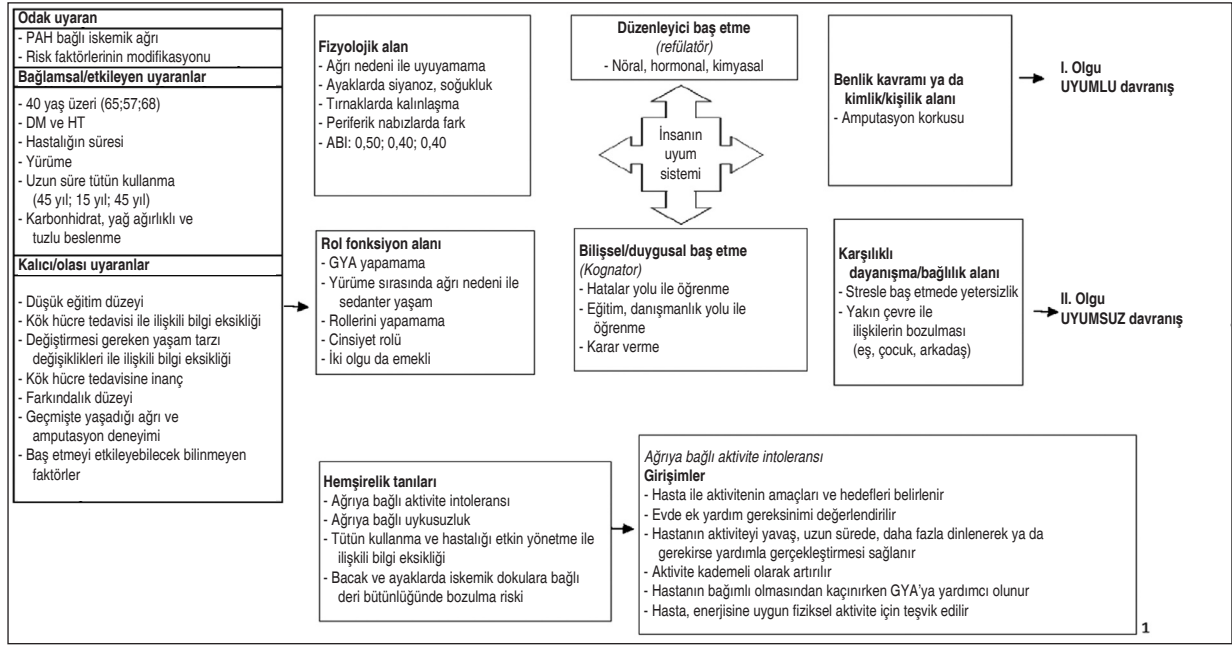 Odak uyaran
- PAH bağlı iskemik ağrı
- Risk faktörlerinin modifikasyonu
Bağlamsal/etkileyen uyaranlar
- 40 yaş üzeri (65;57;68)
- DM ve HT
- Hastalığın süresi
- Yürüme
- Uzun süre tütün kullanma
(45 yıl; 15 yıl; 45 yıl)
- Karbonhidrat, yağ ağırlıklı ve
tuzlu beslenme
Kalıcı/olası uyaranlar
- Düşük eğitim düzeyi
- Kök hücre tedavisi ile ilişkili bilgi eksikliği
- Değiştirmesi gereken yaşam tarzı
değişiklikleri ile ilişkili bilgi eksikliği
- Kök hücre tedavisine inanç
- Farkındalık düzeyi
- Geçmişte yaşadığı ağrı ve
amputasyon deneyimi
- Baş etmeyi etkileyebilecek bilinmeyen
faktörler
Fizyolojik alan
- Ağrı nedeni ile uyuyamama
- Ayaklarda siyanoz, soğukluk
- Tırnaklarda kalınlaşma
- Periferik nabızlarda fark
- ABI: 0,50; 0,40; 0,40
Rol fonksiyon alanı
- GYA yapamama
- Yürüme sırasında ağrı nedeni ile
sedanter yaşam
- Rollerini yapamama
- Cinsiyet rolü
- İki olgu da emekli
Düzenleyici baş etme
(refülatör)
- Nöral, hormonal, kimyasal
İnsanın
uyum
sistemi
Bilişsel/duygusal baş etme
(Kognator)
- Hatalar yolu ile öğrenme
- Eğitim, danışmanlık yolu ile
öğrenme
- Karar verme
Benlik kavramı ya da
kimlik/kişilik alanı
- Amputasyon korkusu
I. Olgu
UYUMLU davranış
Karşılıklı
dayanışma/bağlılık alanı
- Stresle baş etmede yetersizlik
- Yakın çevre ile
ilişkilerin bozulması
(eş, çocuk, arkadaş)
II. Olgu
UYUMSUZ davranış
Hemşirelik tanıları
- Ağrıya bağlı aktivite intoleransı
- Ağrıya bağlı uykusuzluk
- Tütün kullanma ve hastalığı etkin yönetme ile
ilişkili bilgi eksikliği
- Bacak ve ayaklarda iskemik dokulara bağlı
deri bütünlüğünde bozulma riski
Ağrıya bağlı aktivite intoleransı
Girişimler
- Hasta ile aktivitenin amaçları ve hedefleri belirlenir
- Evde ek yardım gereksinimi değerlendirilir
- Hastanın aktiviteyi yavaş, uzun sürede, daha fazla dinlenerek ya da
gerekirse yardımla gerçekleştirmesi sağlanır
- Aktivite kademeli olarak artırılır
- Hastanın bağımlı olmasından kaçınırken GYA'ya yardımcı olunur
- Hasta, enerjisine uygun fiziksel aktivite için teşvik edilir
1